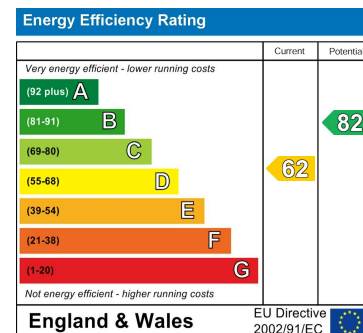 Energy Efficiency Rating
Current Potential
Very energy efficient - lower running costs
(92 plus) A
(81-91) B
82
(69-80) C
(55-68) D
62
(39-54) E
(21-38) F
(1-20) G
Not energy efficient - higher running costs
England & Wales
EU Directive
2002/91/EC